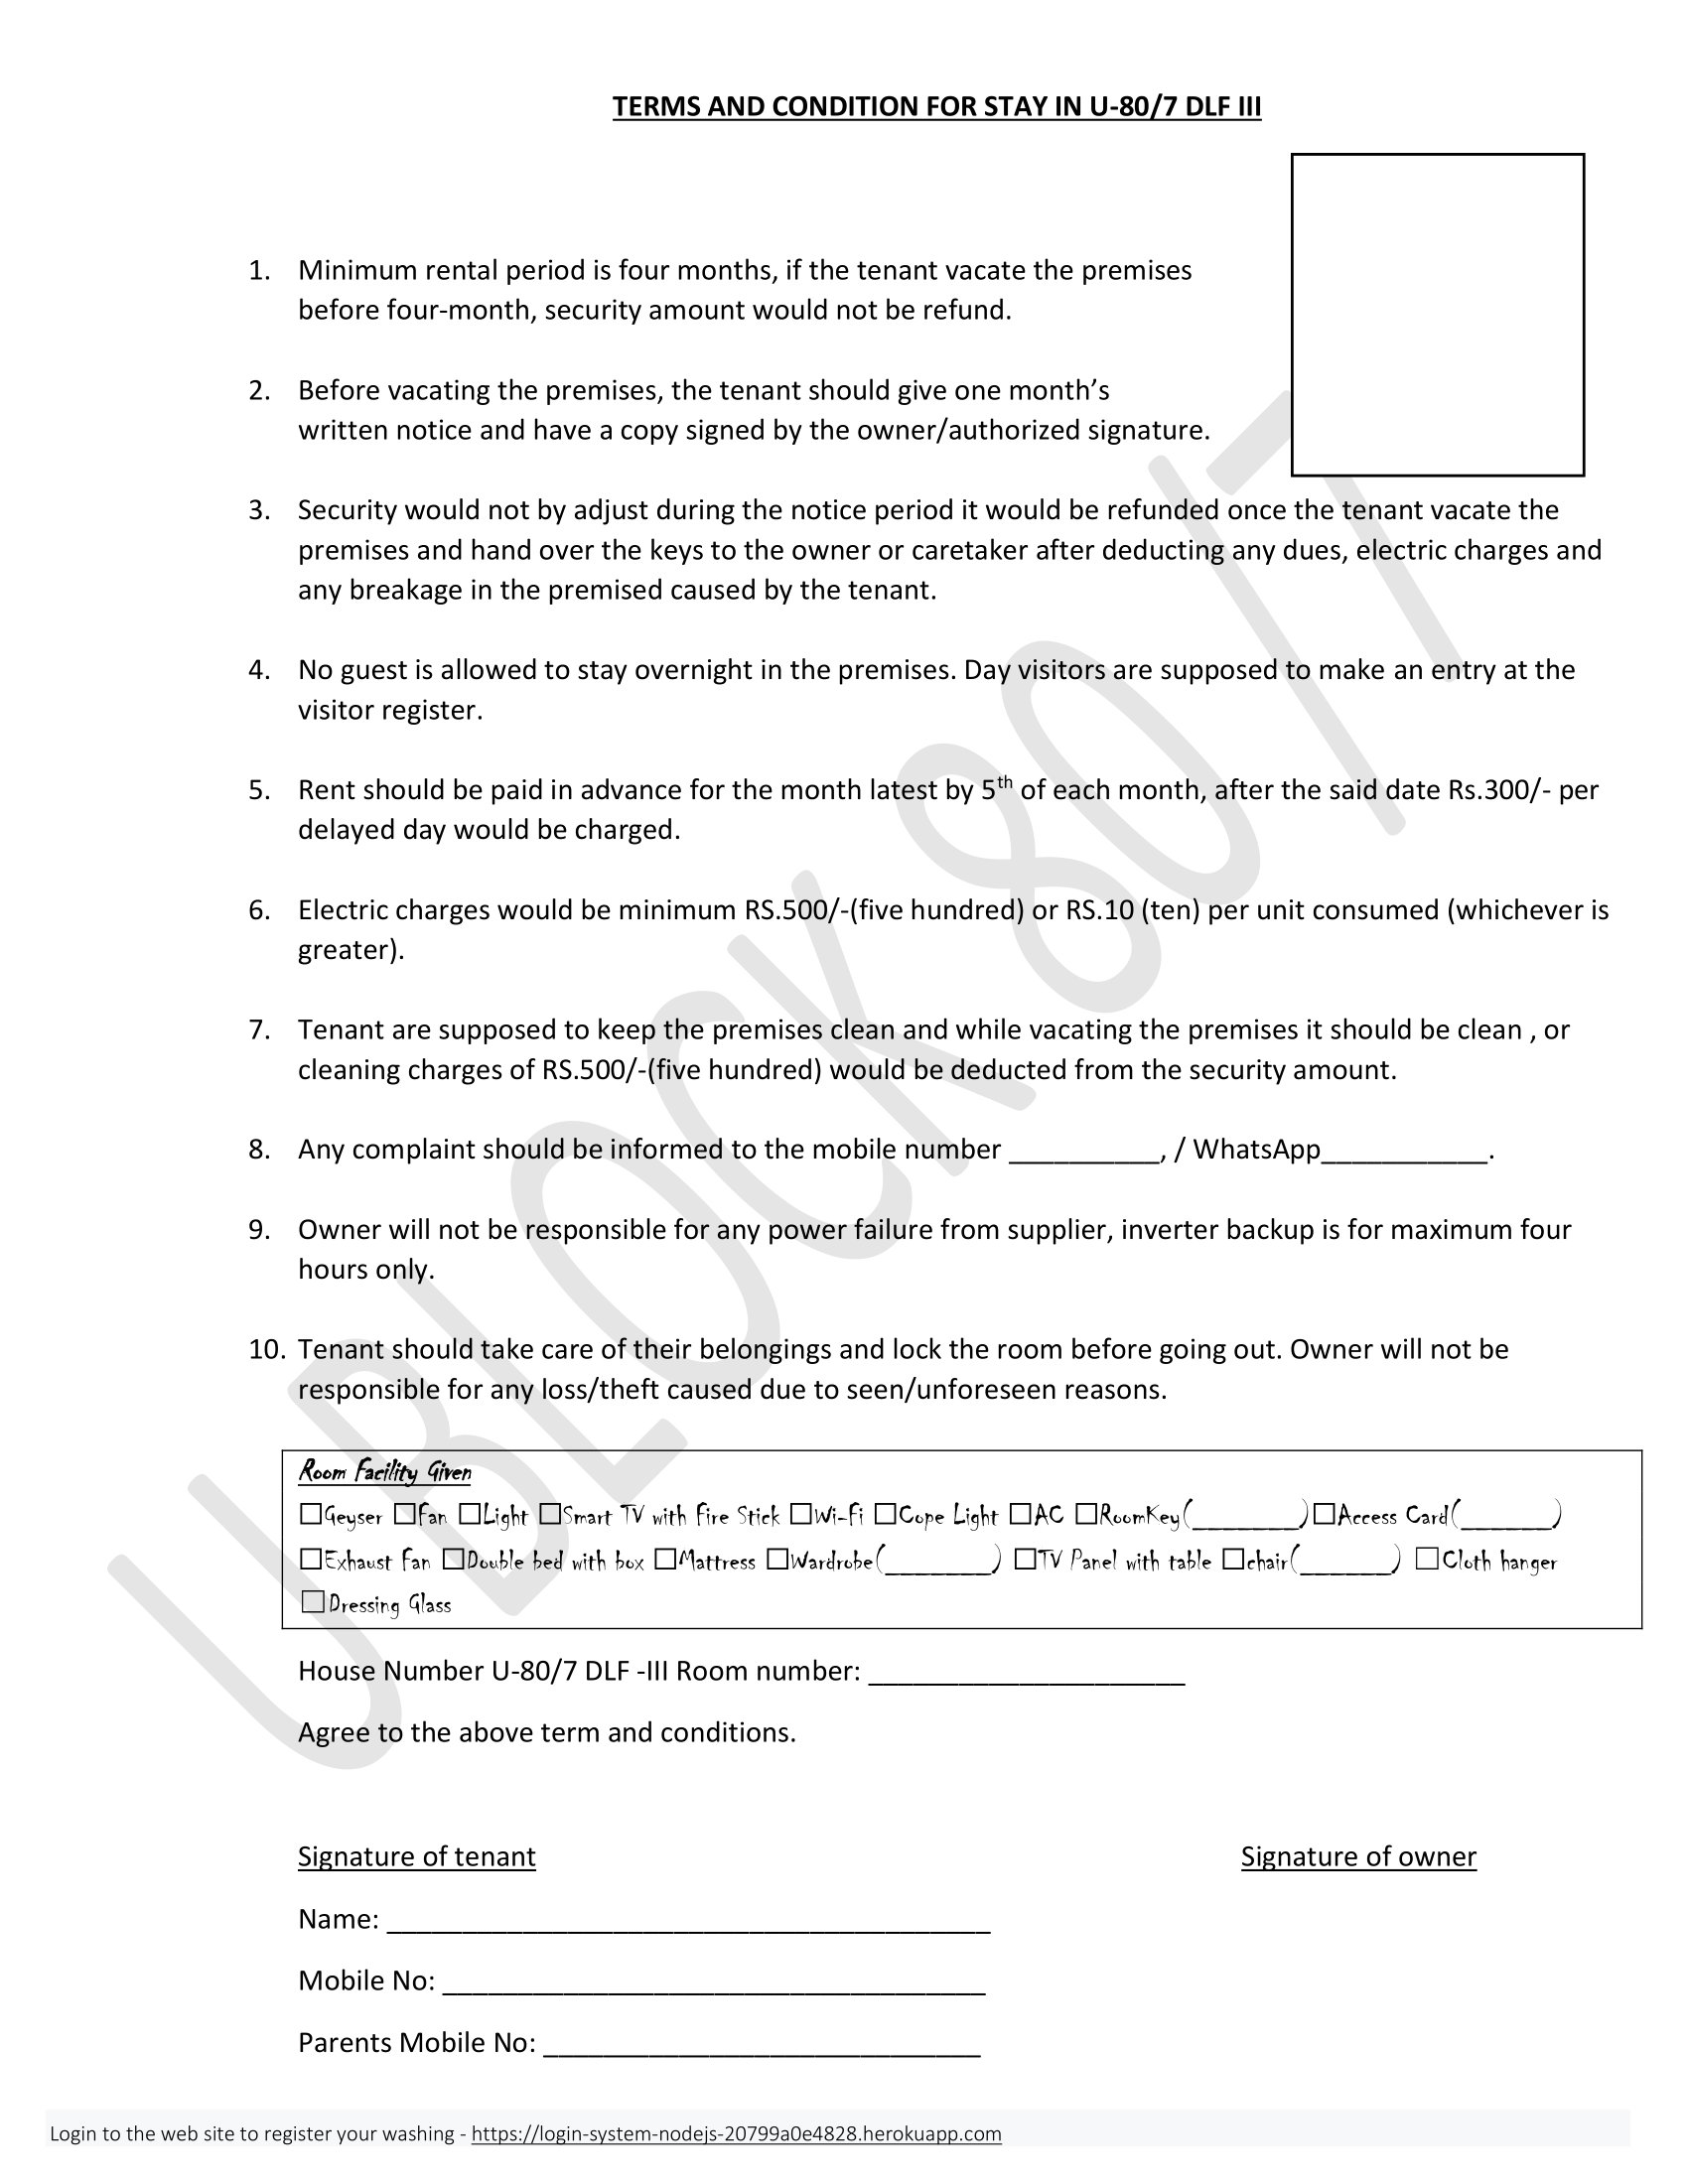 TERMS AND CONDITION FOR STAY IN U-80/7 DLF III
1. Minimum rental period is four months, if the tenant vacate the premises
before four-month, security amount would not be refund.
2. Before vacating the premises, the tenant should give one month’s
written notice and have a copy signed by the owner/authorized signature.
3. Security would not by adjust during the notice period it would be refunded once the tenant vacate the
premises and hand over the keys to the owner or caretaker after deducting any dues, electric charges and
any breakage in the premised caused by the tenant.
4. No guest is allowed to stay overnight in the premises. Day visitors are supposed to make an entry at the
visitor register.
5. Rent should be paid in advance for the month latest by 5th of each month, after the said date Rs.300/- per
delayed day would be charged.
6. Electric charges would be minimum RS.500/-(five hundred) or RS.10 (ten) per unit consumed (whichever is
greater).
7. Tenant are supposed to keep the premises clean and while vacating the premises it should be clean , or
cleaning charges of RS.500/-(five hundred) would be deducted from the security amount.
8. Any complaint should be informed to the mobile number __________, / WhatsApp___________.
9. Owner will not be responsible for any power failure from supplier, inverter backup is for maximum four
hours only.
10. Tenant should take care of their belongings and lock the room before going out. Owner will not be
responsible for any loss/theft caused due to seen/unforeseen reasons.
Room Facility Given
☐Geyser ☐Fan ☐Light ☐Smart TV with Fire Stick ☐Wi-Fi ☐Cope Light ☐AC ☐RoomKey(_______)☐Access Card(______)
☐Exhaust Fan ☐Double bed with box ☐Mattress ☐Wardrobe(_______) ☐TV Panel with table ☐chair(______) ☐Cloth hanger
☐Dressing Glass
House Number U-80/7 DLF -III Room number: _____________________
Agree to the above term and conditions.
Signature of tenant Signature of owner
Name: ________________________________________
Mobile No: ____________________________________
Parents Mobile No: _____________________________
Login to the web site to register your washing - https://login-system-nodejs-20799a0e4828.herokuapp.com
U BLOCK 80/7